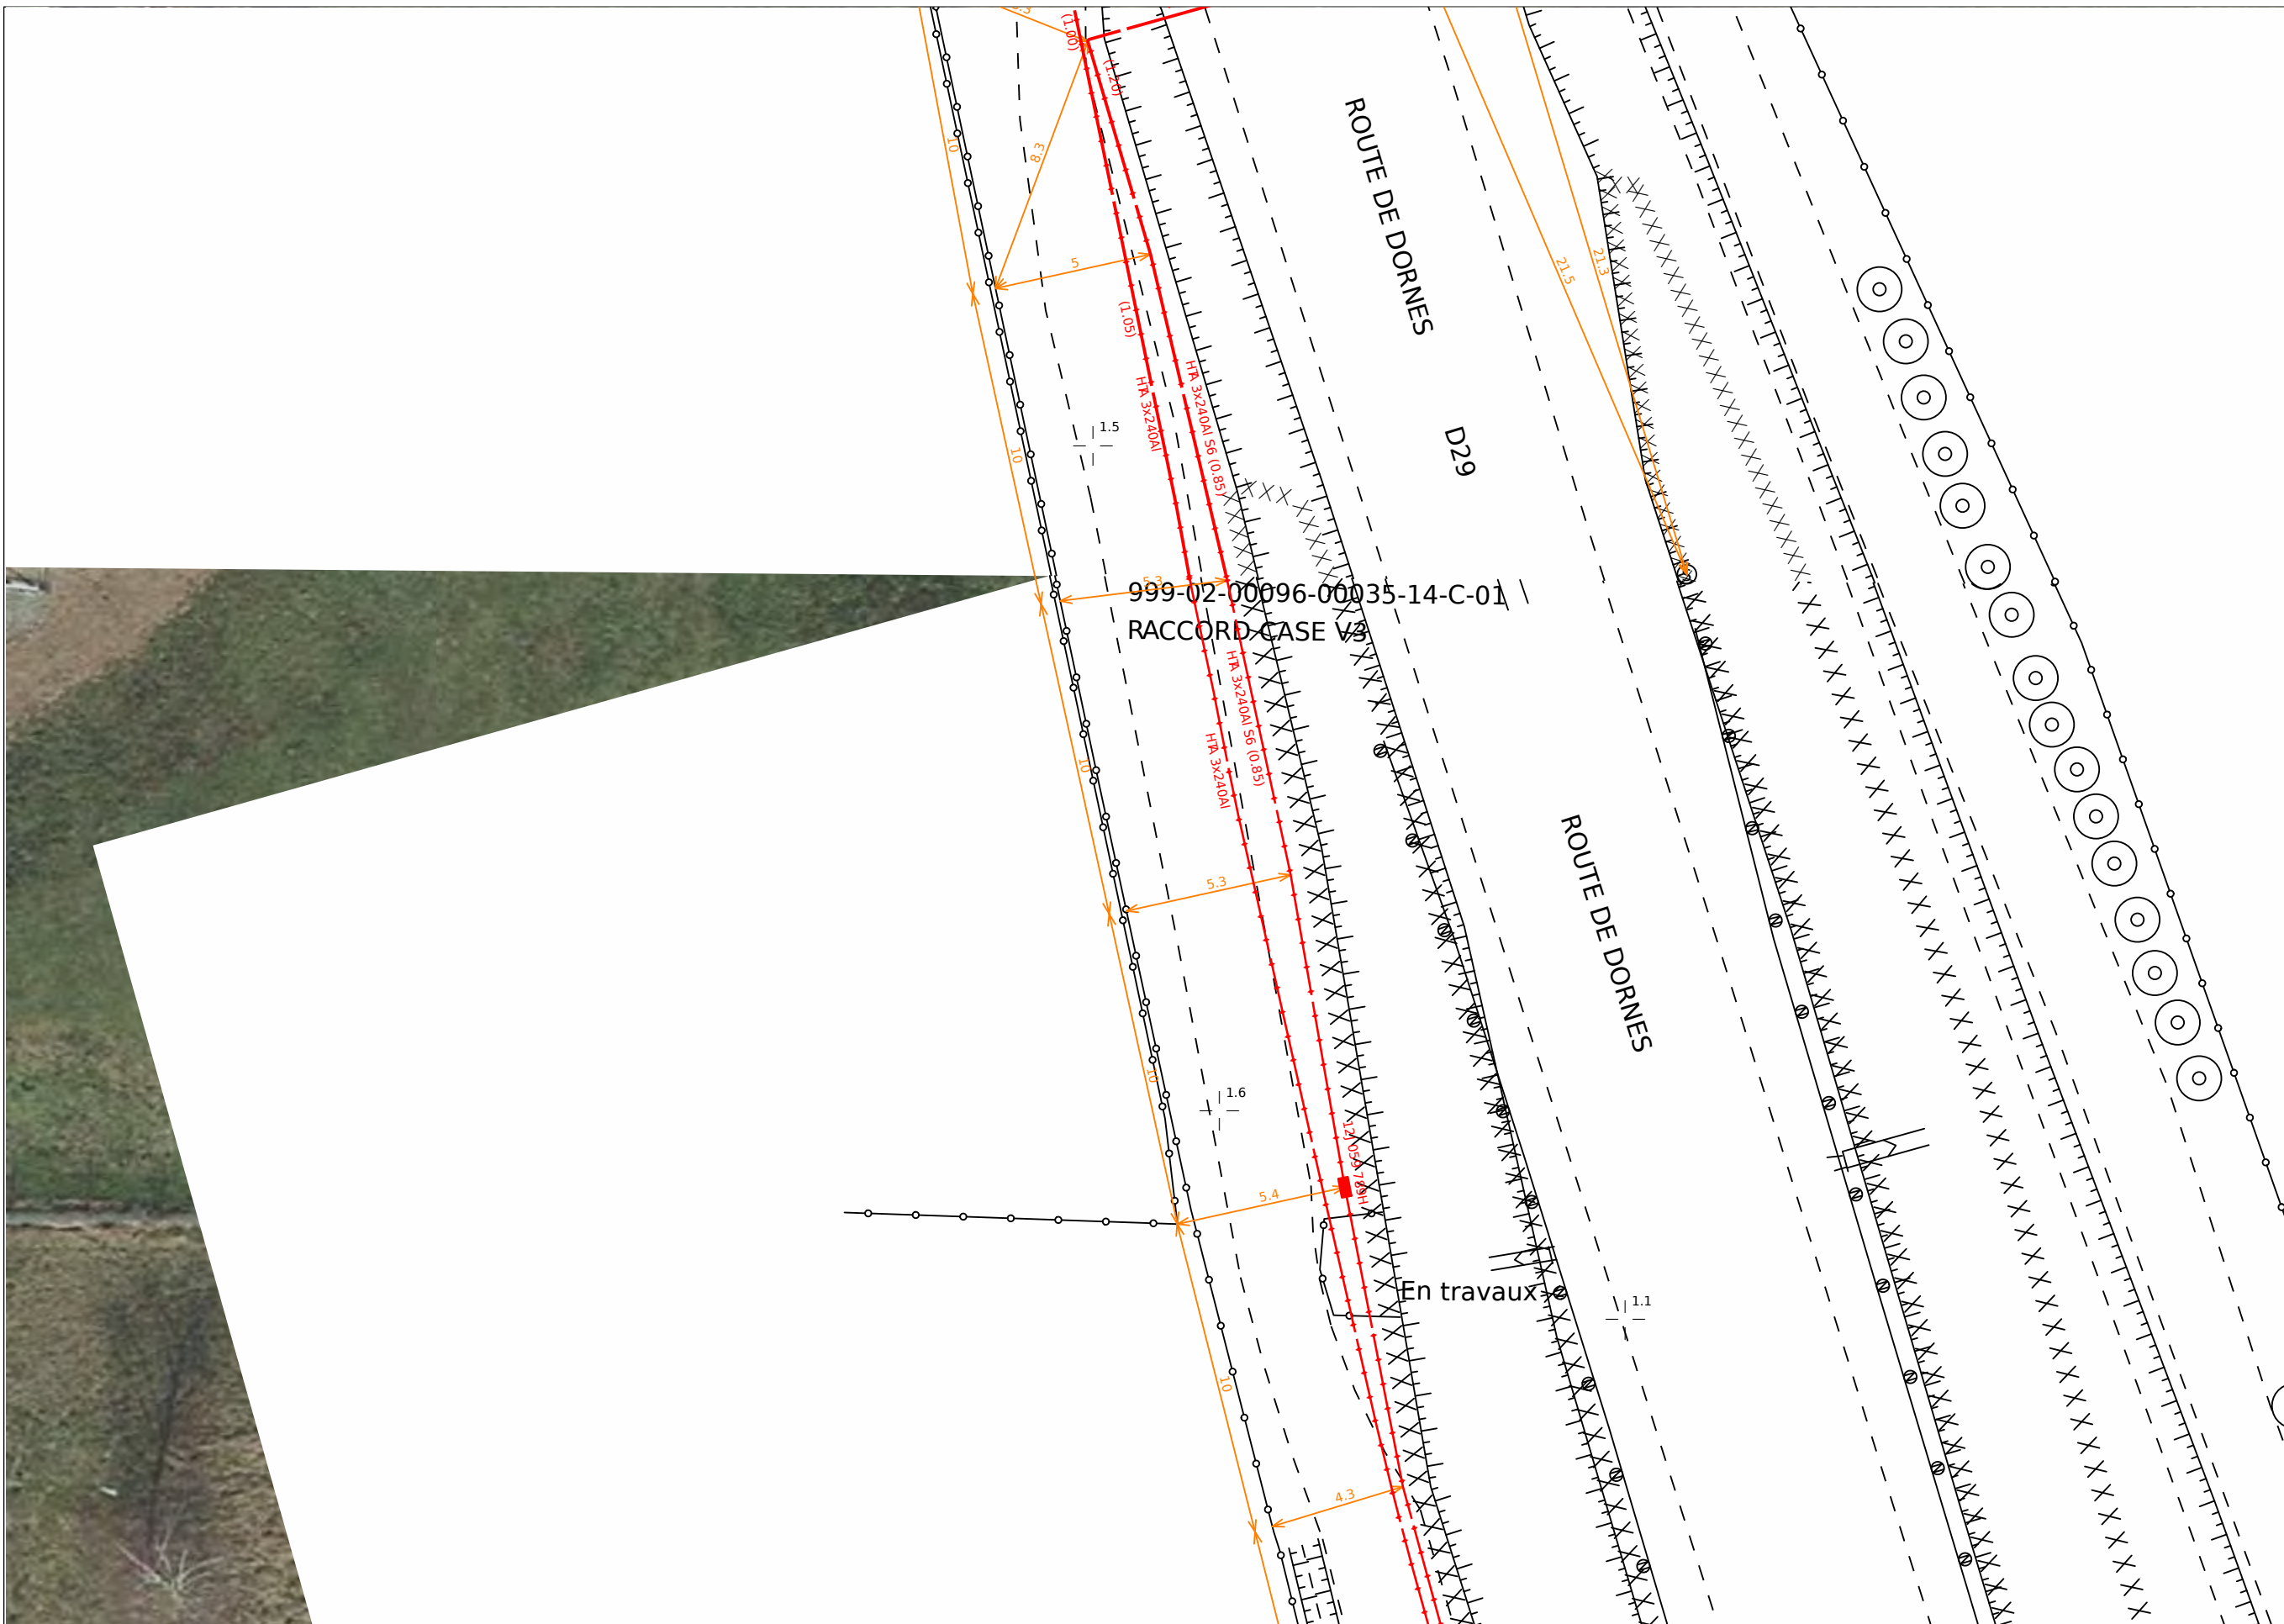 (1.00)
(1.20)
10
8.3
5
(1.05)
HTA 3x240Al
HTA 3x240Al S6 (0.85)
10
1.5
ROUTE DE DORNES
D29
21.5
21.3
5.3
999-02-00096-00035-14-C-01
RACCORD CASE V3
HTA 3x240Al
HTA 3x240Al S6 (0.85)
10
5.3
ROUTE DE DORNES
10
1.6
5.4
En travaux
1.1
10
4.3